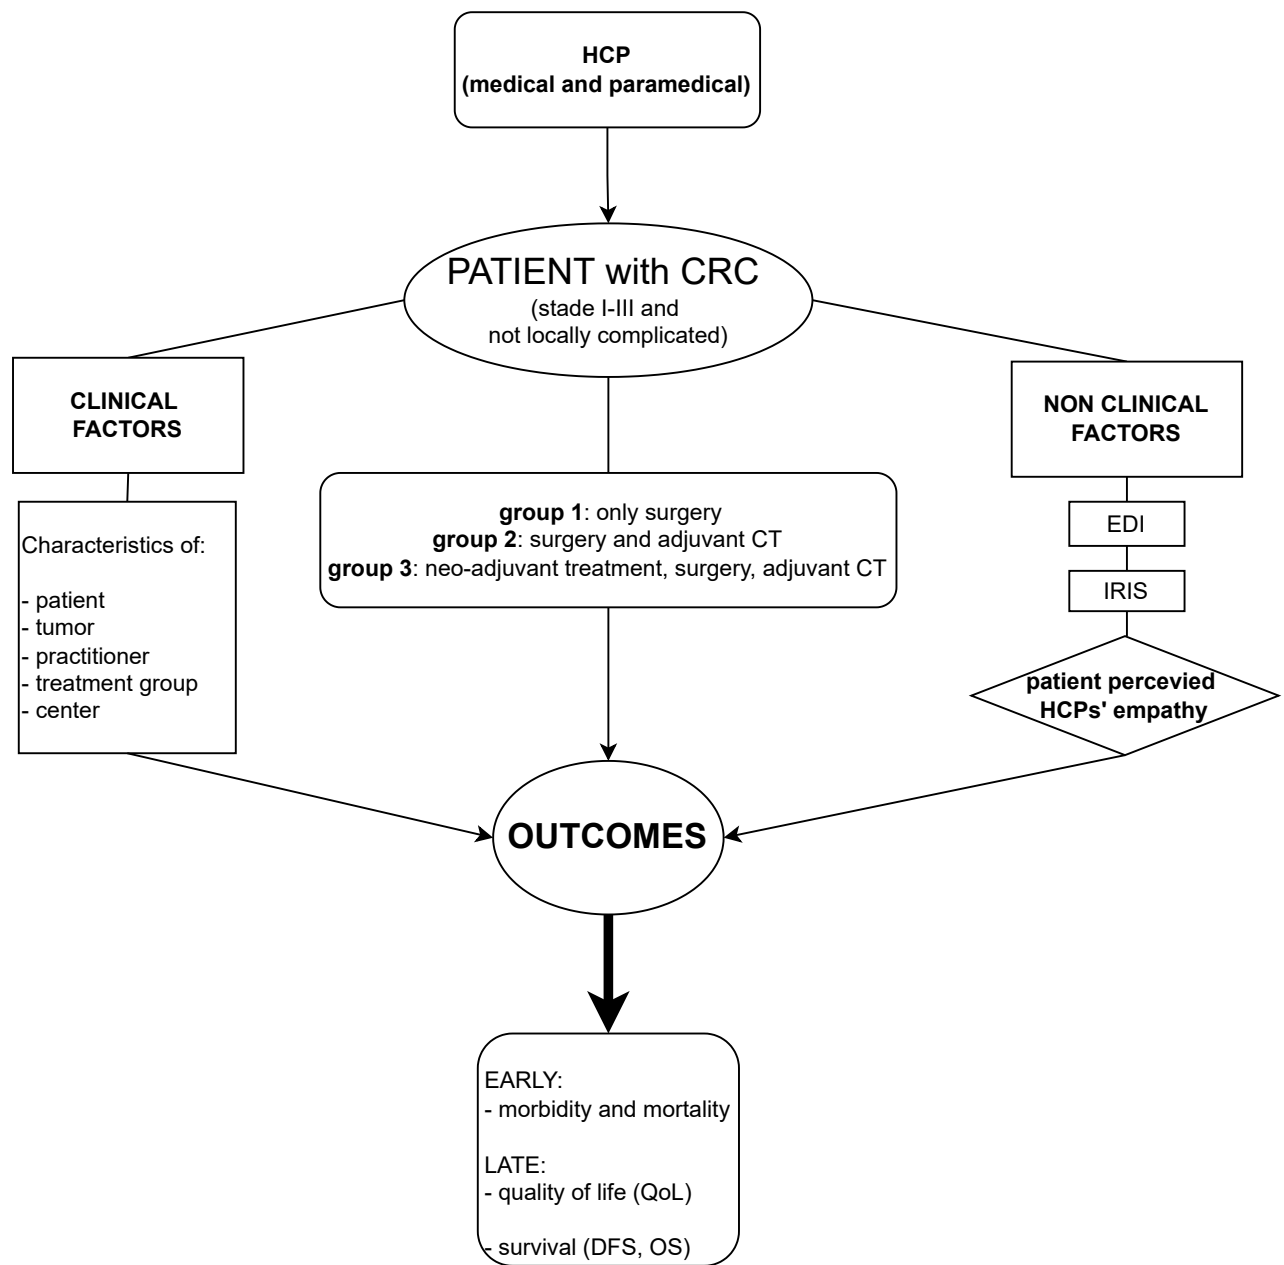 HCP
(medical and paramedical)
PATIENT with CRC
(stade I-III and
not locally complicated)
CLINICAL
FACTORS
Characteristics of:
- patient
- tumor
- practitioner
- treatment group
- center
group 1: only surgery
group 2: surgery and adjuvant CT
group 3: neo-adjuvant treatment, surgery, adjuvant CT
NON CLINICAL
FACTORS
EDI
IRIS
patient percevied
HCPs' empathy
OUTCOMES
EARLY:
- morbidity and mortality
LATE:
- quality of life (QoL)
- survival (DFS, OS)